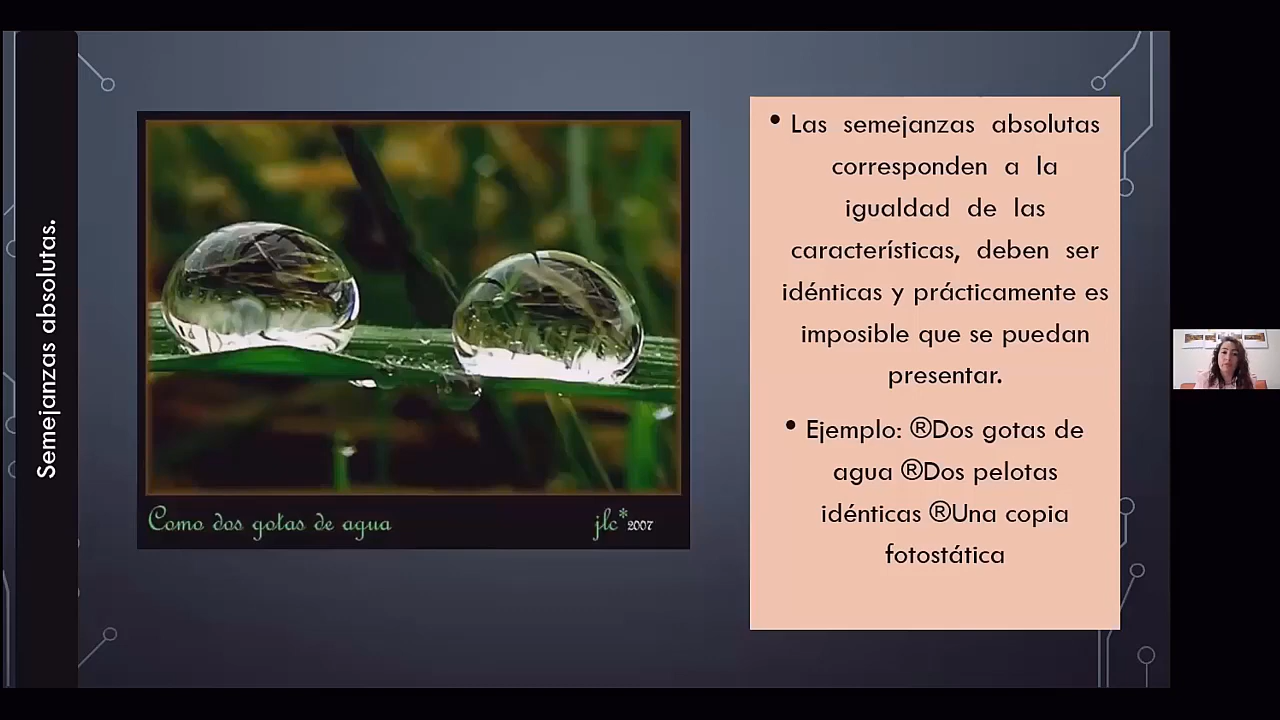 Semejanzas absolutas.
Como dos gotas de agua
jlc*2007
• Las semejanzas absolutas
corresponden a la
igualdad de las
características, deben ser
idénticas y prácticamente es
imposible que se puedan
presentar.
• Ejemplo: ®Dos gotas de
agua ®Dos pelotas
idénticas ®Una copia
fotostática